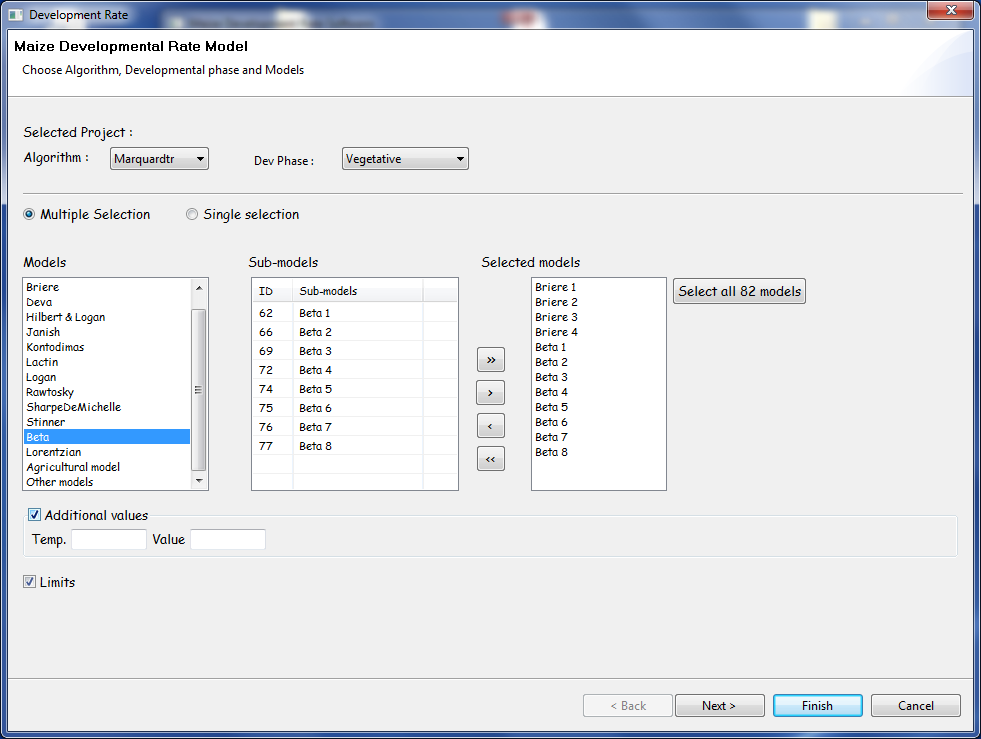 Development Rate
Maize Developmental Rate Model
Choose Algorithm, Developmental phase and Models
Selected Project :
Algorithm : Marquardtr Dev Phase : Vegetative
Multiple Selection Single selection
Models Sub-models Selected models
Briere
Deva
Hilbert & Logan
Janish
Kontodimas
Lactin
Logan
Rawtosky
SharpeDeMichelle
Stinner
Beta
Lorentzian
Agricultural model
Other models
ID Sub-models
62 Beta 1
66 Beta 2
69 Beta 3
72 Beta 4
74 Beta 5
75 Beta 6
76 Beta 7
77 Beta 8
>>
>
<
<<
Briere 1
Briere 2
Briere 3
Briere 4
Beta 1
Beta 2
Beta 3
Beta 4
Beta 5
Beta 6
Beta 7
Beta 8
Select all 82 models
Additional values
Temp. Value
Limits
< Back Next > Finish Cancel